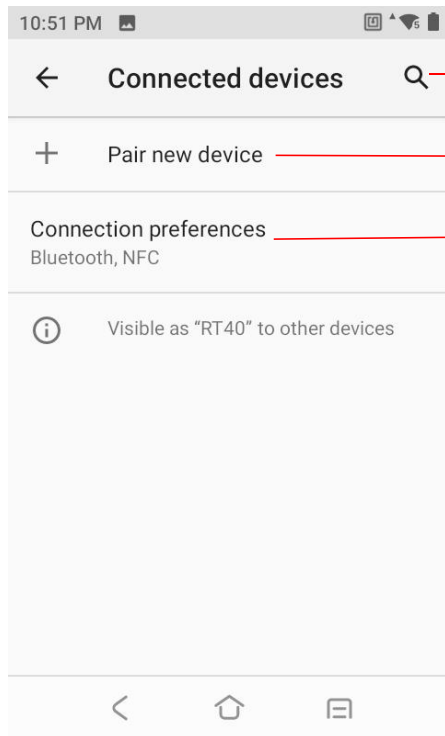 10:51 PM
Connected devices
Pair new device
Connection preferences
Bluetooth, NFC
Visible as “RT40” to other devices